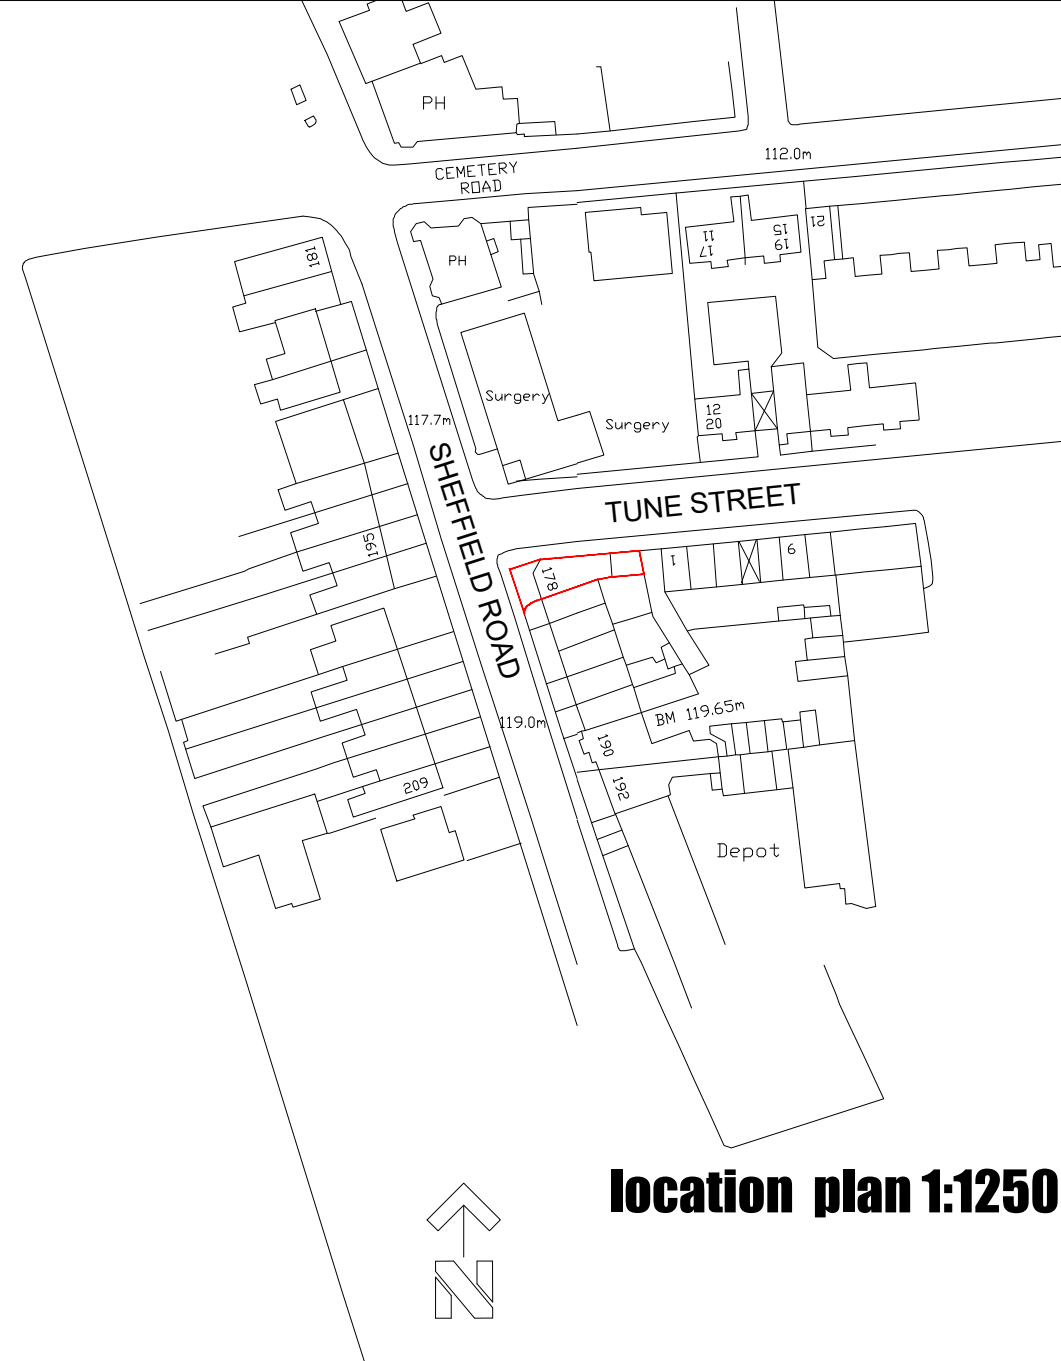 PH
112.0m
CEMETERY
ROAD
181
PH
11
17
15
19
21
Surgery
Surgery
12
20
117.7m
SHEFFIELD ROAD
TUNE STREET
195
178
1
6
119.0m
BM 119.65m
190
192
209
Depot
location plan 1:1250
N